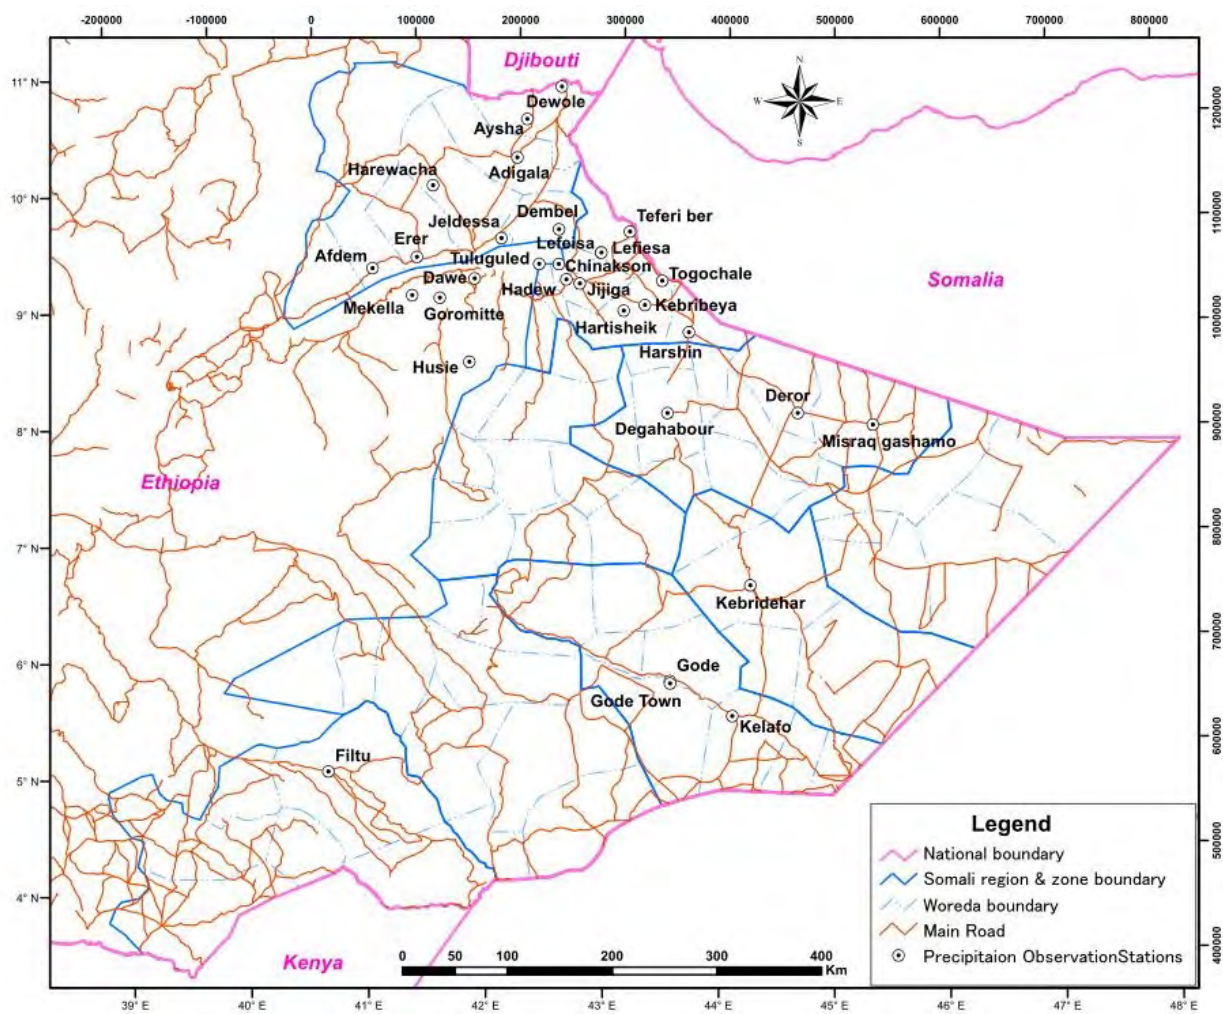 -200000 -100000 0 100000 200000 300000 400000 500000 600000 700000 800000
Djibouti
N
W E
S
11° N
Dewole
1200000
Aysha
Harewacha
Adigala
10° N
Dembel
Teferi ber
1100000
Jeldessa
Erer
Lefeisa
Lefiesa
Afdem
Tuluguled
Chinakson
Togochale
Dawe
Hadew
Jijiga
Somalia
Mekella
Goromitte
Kebribeya
9° N
Hartisheik
1000000
Harshin
Husie
Deror
Degahabour
900000
8° N
Misraq gashamo
Ethiopia
800000
7° N
Kebridehar
700000
6° N
Gode
Gode Town
Kelafo
600000
Filtu
5° N
Legend
National boundary
500000
Somali region & zone boundary
4° N
Woreda boundary
Main Road
Precipitaion ObservationStations
400000
Kenya
0 50 100 200 300 400
Km
39° E 40° E 41° E 42° E 43° E 44° E 45° E 46° E 47° E 48° E